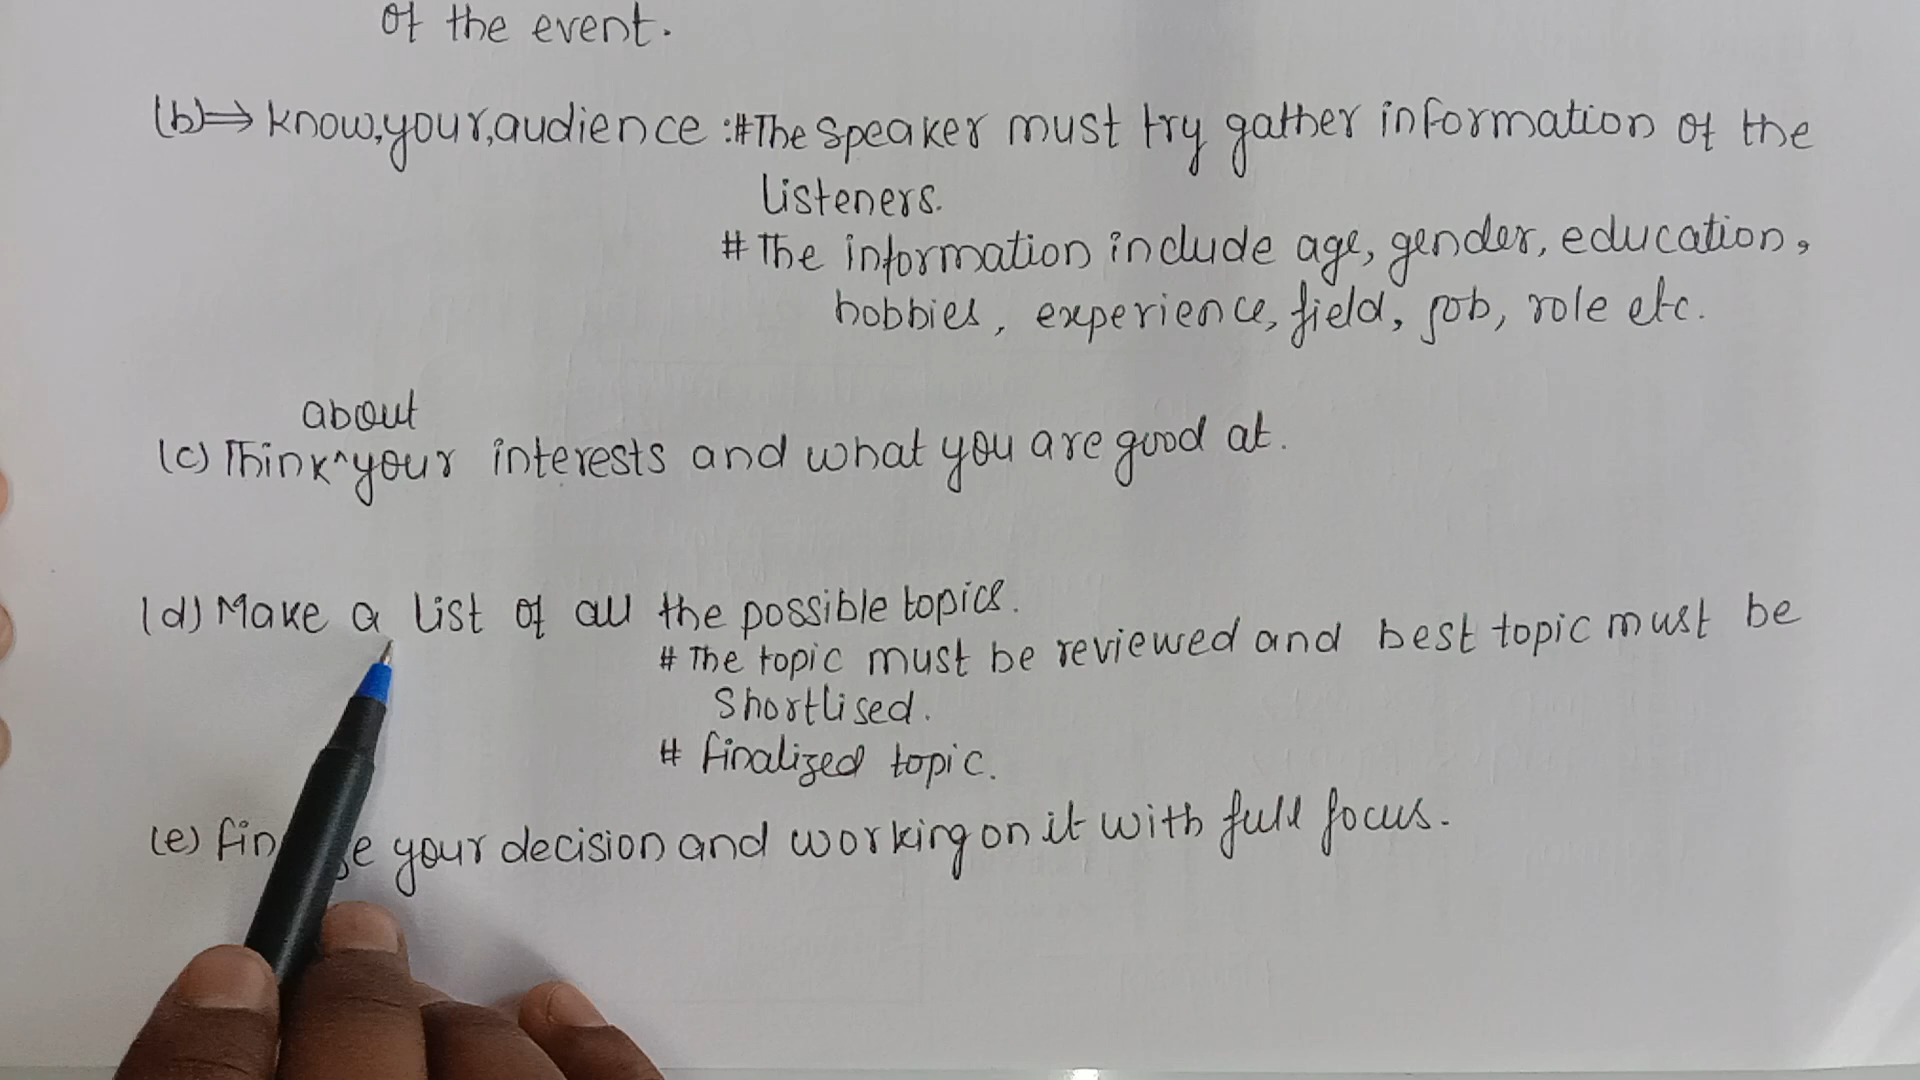 of the event.
(b)⇒ know,your,audience :#The speaker must try gather information of the
listeners.
# The information include age, gender, education,
hobbies, experience, field, job, role etc.
about
(c) Think^your interests and what you are good at.
(d) Make a list of all the possible topics.
# The topic must be reviewed and best topic must be
Shortlised.
# finalized topic.
(e) your decision and working on it with full focus.